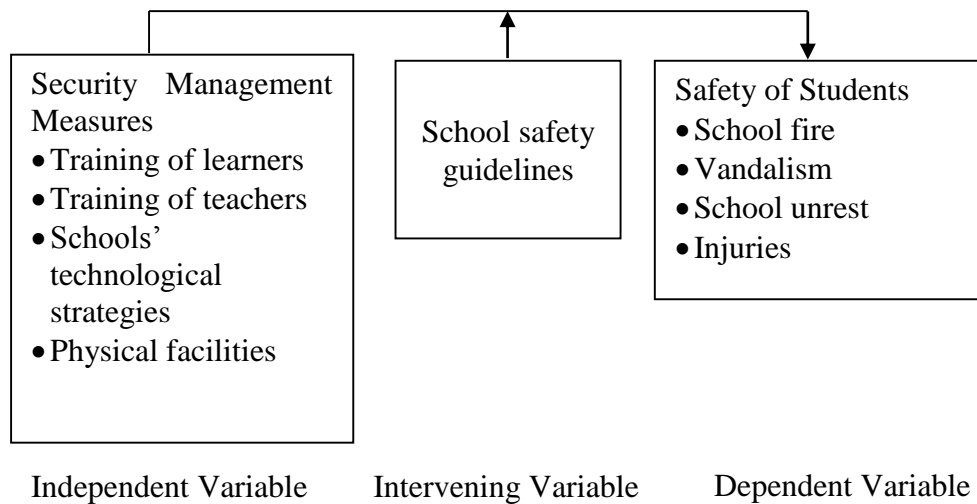 Security Management
Measures
•Training of learners
•Training of teachers
•Schools’
technological
strategies
•Physical facilities
School safety
guidelines
Safety of Students
•School fire
•Vandalism
•School unrest
•Injuries
Independent Variable
Intervening Variable
Dependent Variable